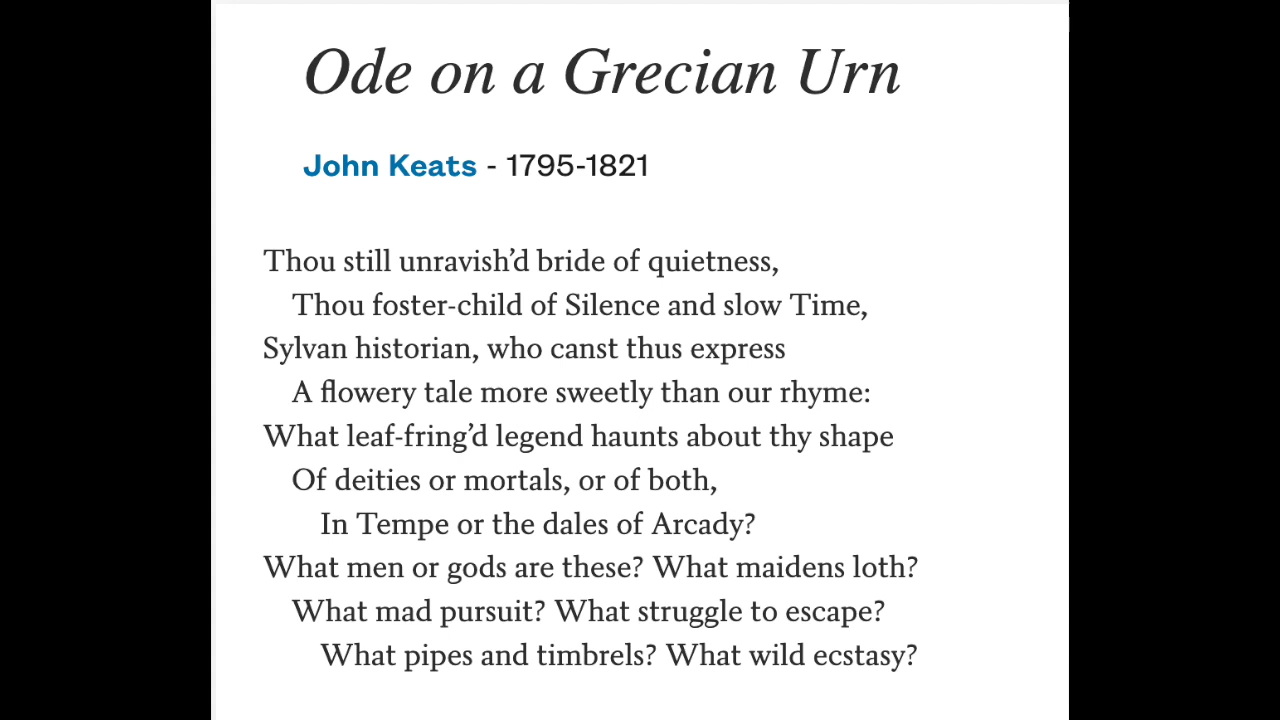 Ode on a Grecian Urn
John Keats - 1795-1821
Thou still unravish’d bride of quietness,
Thou foster-child of Silence and slow Time,
Sylvan historian, who canst thus express
A flowery tale more sweetly than our rhyme:
What leaf-fring’d legend haunts about thy shape
Of deities or mortals, or of both,
In Tempe or the dales of Arcady?
What men or gods are these? What maidens loth?
What mad pursuit? What struggle to escape?
What pipes and timbrels? What wild ecstasy?